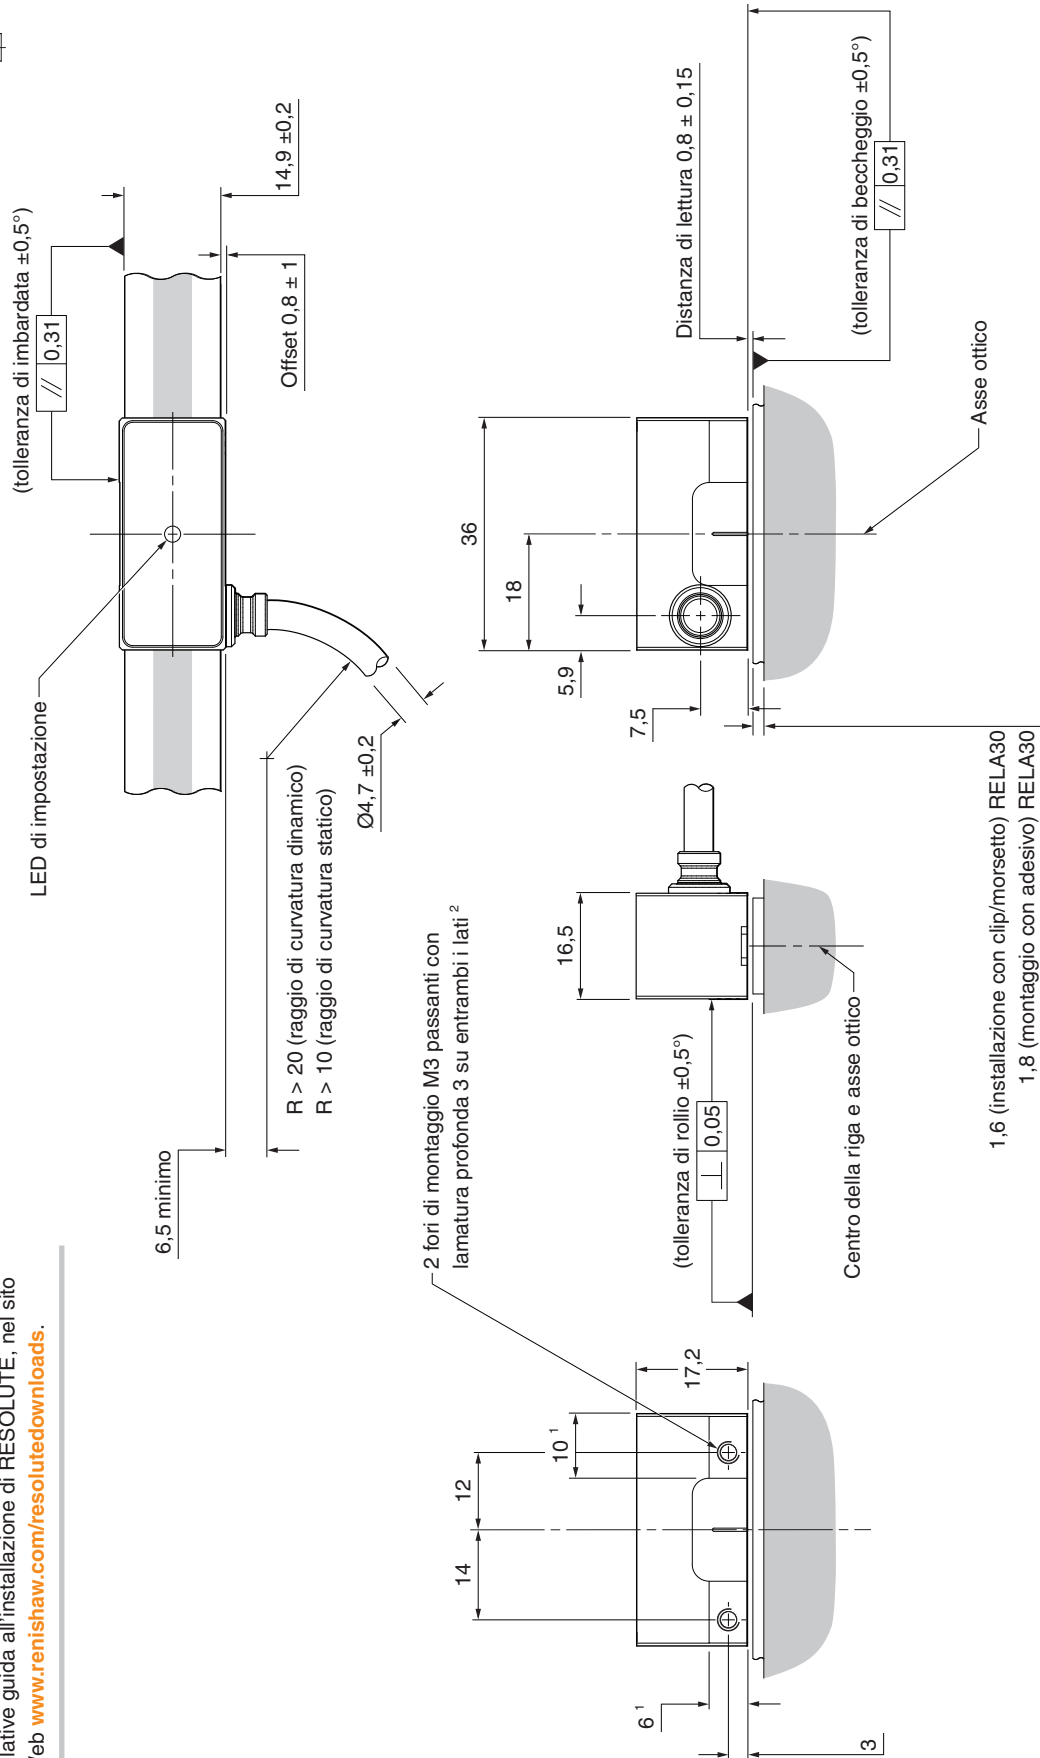 lative guida all'installazione di RESOLUTE, nel sito
www.renishaw.com/resolutedownloads.
6,5 minimo
LED di impostazione
(tolleranza di imbardata ±0,5°)
// 0,31
14,9 ±0,2
Offset 0,8 ± 1
R > 20 (raggio di curvatura dinamico)
R > 10 (raggio di curvatura statico)
Ø4,7 ±0,2
2 fori di montaggio M3 passanti con
lamatura profonda 3 su entrambi i lati 2
14
12
10 1
17,2
6 1
3
16,5
(tolleranza di rollio ±0,5°)
⊥ 0,05
Centro della riga e asse ottico
36
18
5,9
7,5
Distanza di lettura 0,8 ± 0,15
(tolleranza di beccheggio ±0,5°)
// 0,31
Asse ottico
1,6 (installazione con clip/morsetto) RELA30
1,8 (montaggio con adesivo) RELA30